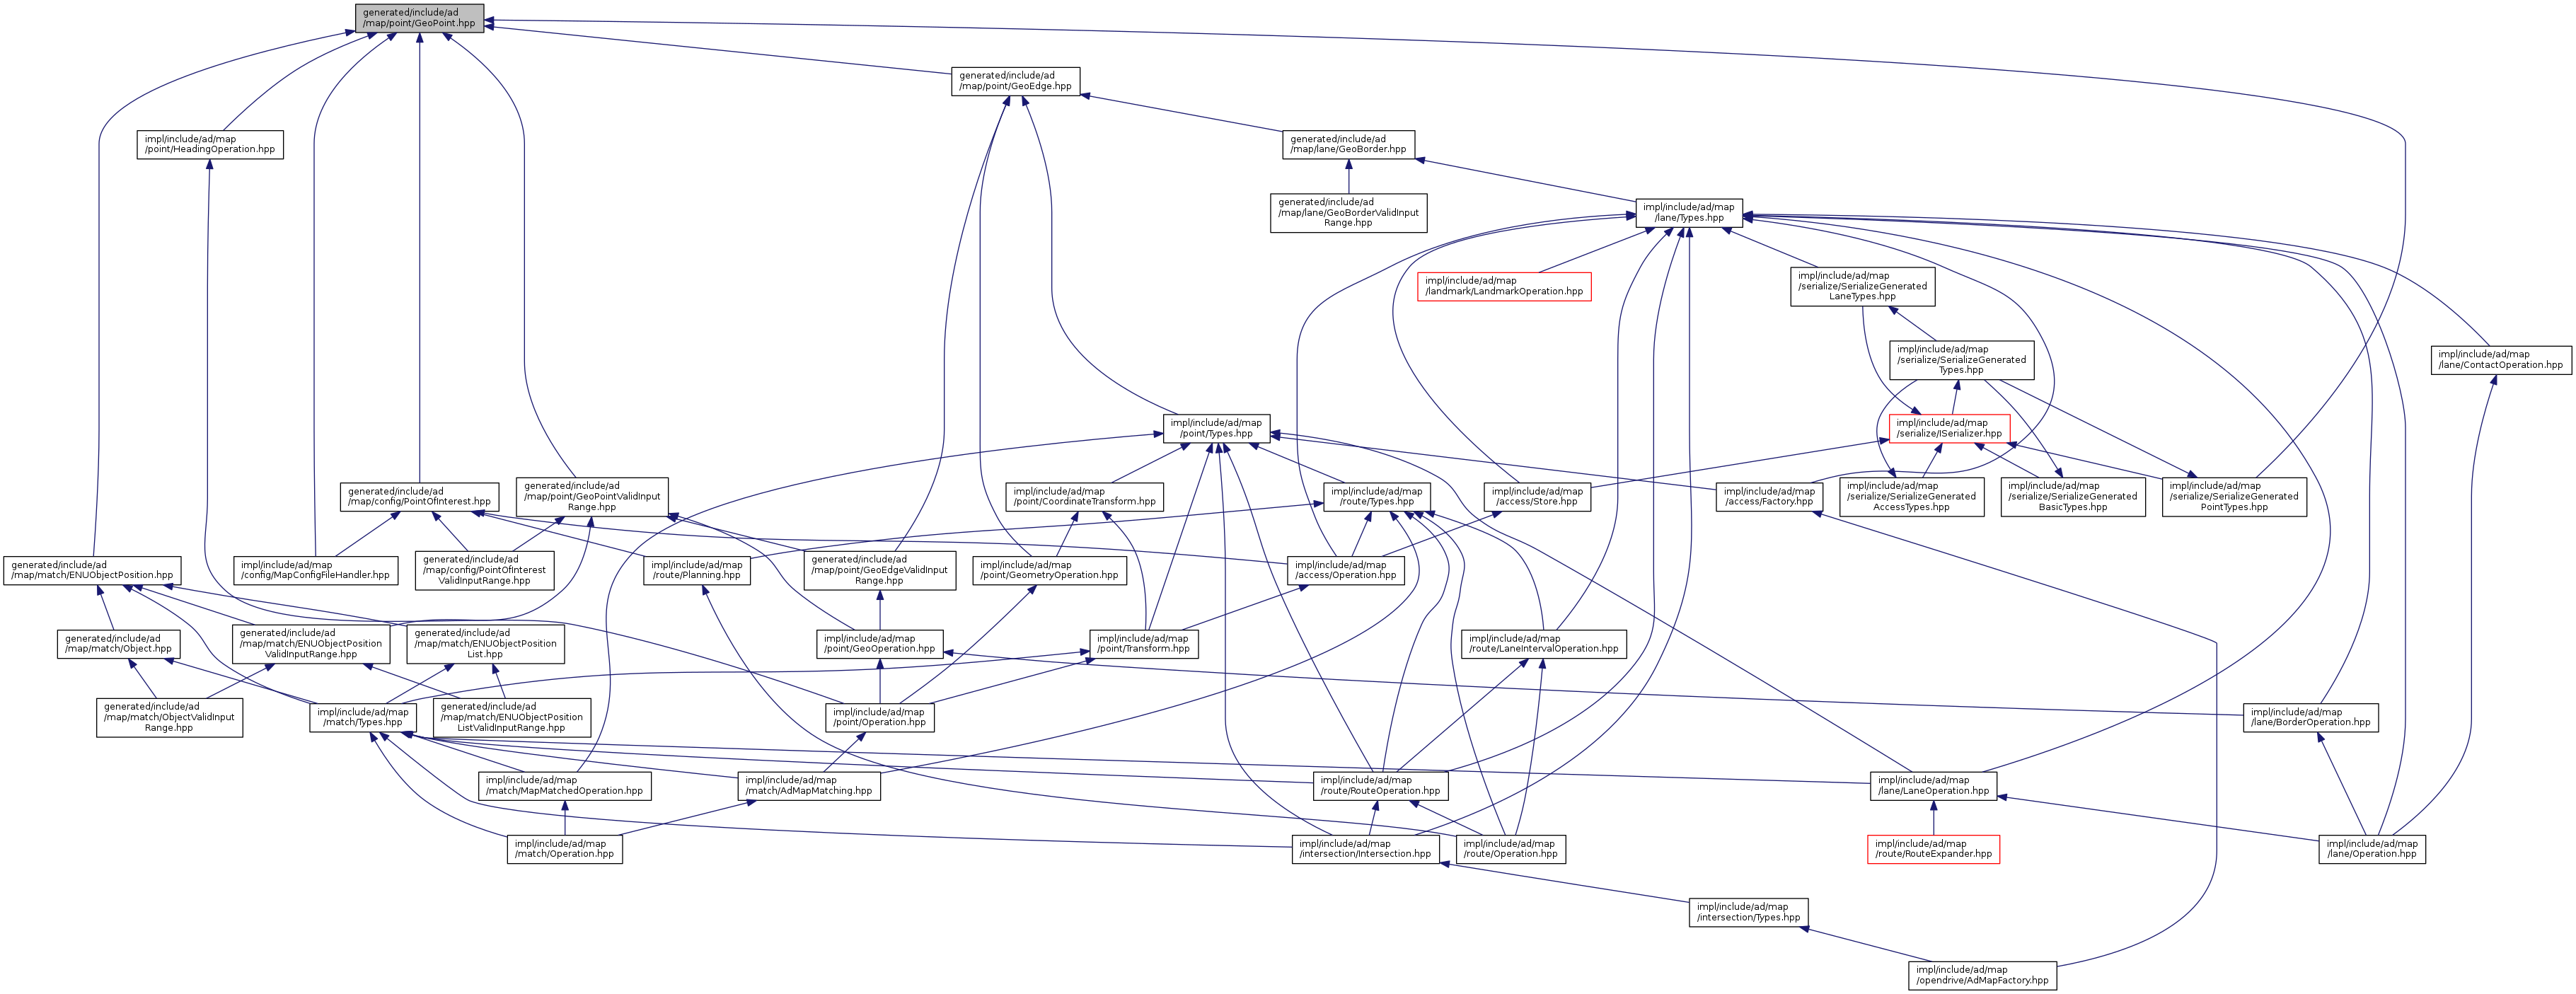 generated/include/ad
/map/point/GeoPoint.hpp
generated/include/ad
/map/point/GeoEdge.hpp
impl/include/ad/map
/point/HeadingOperation.hpp
generated/include/ad
/map/lane/GeoBorder.hpp
generated/include/ad
/map/lane/GeoBorderValidInput
Range.hpp
impl/include/ad/map
/lane/Types.hpp
impl/include/ad/map
/landmark/LandmarkOperation.hpp
impl/include/ad/map
/serialize/SerializeGenerated
LaneTypes.hpp
impl/include/ad/map
/serialize/SerializeGenerated
Types.hpp
impl/include/ad/map
/lane/ContactOperation.hpp
impl/include/ad/map
/point/Types.hpp
impl/include/ad/map
/serialize/ISerializer.hpp
generated/include/ad
/map/config/PointOfInterest.hpp
generated/include/ad
/map/point/GeoPointValidInput
Range.hpp
impl/include/ad/map
/point/CoordinateTransform.hpp
impl/include/ad/map
/route/Types.hpp
impl/include/ad/map
/access/Store.hpp
impl/include/ad/map
/access/Factory.hpp
impl/include/ad/map
/serialize/SerializeGenerated
AccessTypes.hpp
impl/include/ad/map
/serialize/SerializeGenerated
BasicTypes.hpp
impl/include/ad/map
/serialize/SerializeGenerated
PointTypes.hpp
generated/include/ad
/map/match/ENUObjectPosition.hpp
impl/include/ad/map
/config/MapConfigFileHandler.hpp
generated/include/ad
/map/config/PointOfInterest
ValidInputRange.hpp
impl/include/ad/map
/route/Planning.hpp
generated/include/ad
/map/point/GeoEdgeValidInput
Range.hpp
impl/include/ad/map
/point/GeometryOperation.hpp
impl/include/ad/map
/access/Operation.hpp
generated/include/ad
/map/match/Object.hpp
generated/include/ad
/map/match/ENUObjectPosition
ValidInputRange.hpp
generated/include/ad
/map/match/ENUObjectPosition
List.hpp
impl/include/ad/map
/point/GeoOperation.hpp
impl/include/ad/map
/point/Transform.hpp
impl/include/ad/map
/route/LaneIntervalOperation.hpp
generated/include/ad
/map/match/ObjectValidInput
Range.hpp
impl/include/ad/map
/match/Types.hpp
generated/include/ad
/map/match/ENUObjectPosition
ListValidInputRange.hpp
impl/include/ad/map
/point/Operation.hpp
impl/include/ad/map
/lane/BorderOperation.hpp
impl/include/ad/map
/match/MapMatchedOperation.hpp
impl/include/ad/map
/match/AdMapMatching.hpp
impl/include/ad/map
/route/RouteOperation.hpp
impl/include/ad/map
/lane/LaneOperation.hpp
impl/include/ad/map
/match/Operation.hpp
impl/include/ad/map
/intersection/Intersection.hpp
impl/include/ad/map
/route/Operation.hpp
impl/include/ad/map
/route/RouteExpander.hpp
impl/include/ad/map
/lane/Operation.hpp
impl/include/ad/map
/intersection/Types.hpp
impl/include/ad/map
/opendrive/AdMapFactory.hpp